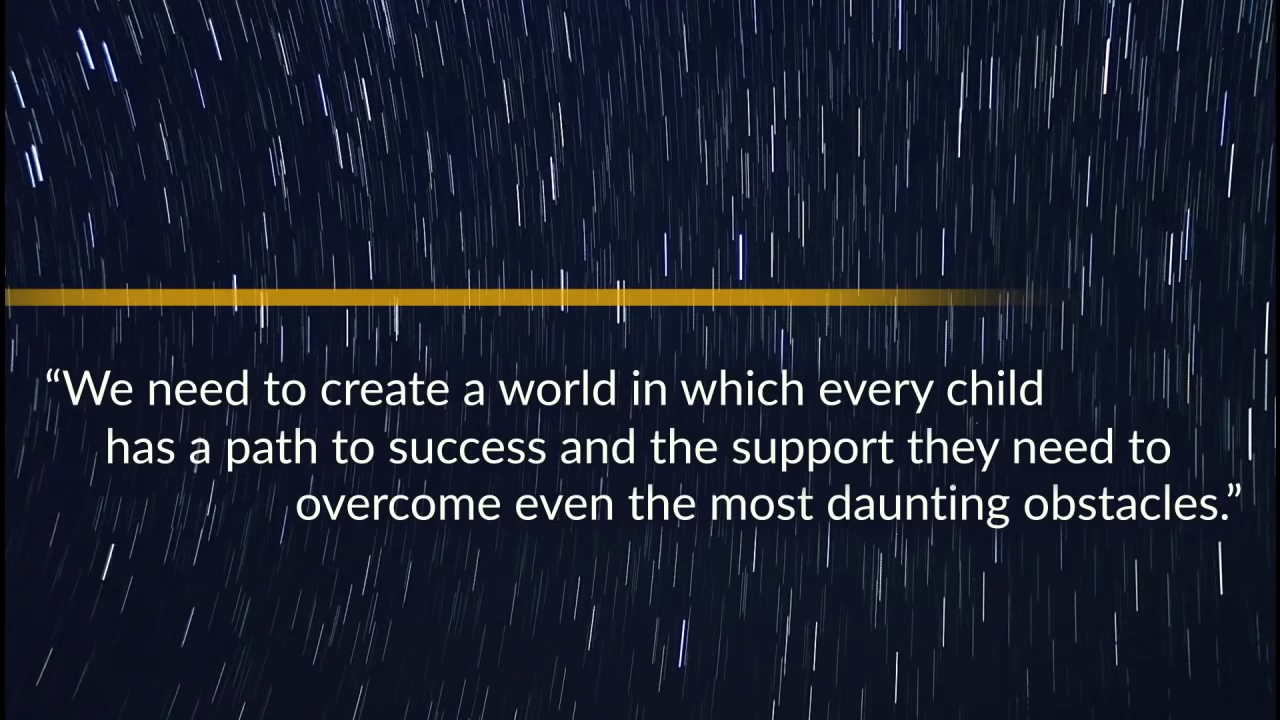 “We need to create a world in which every child
has a path to success and the support they need to
overcome even the most daunting obstacles.”